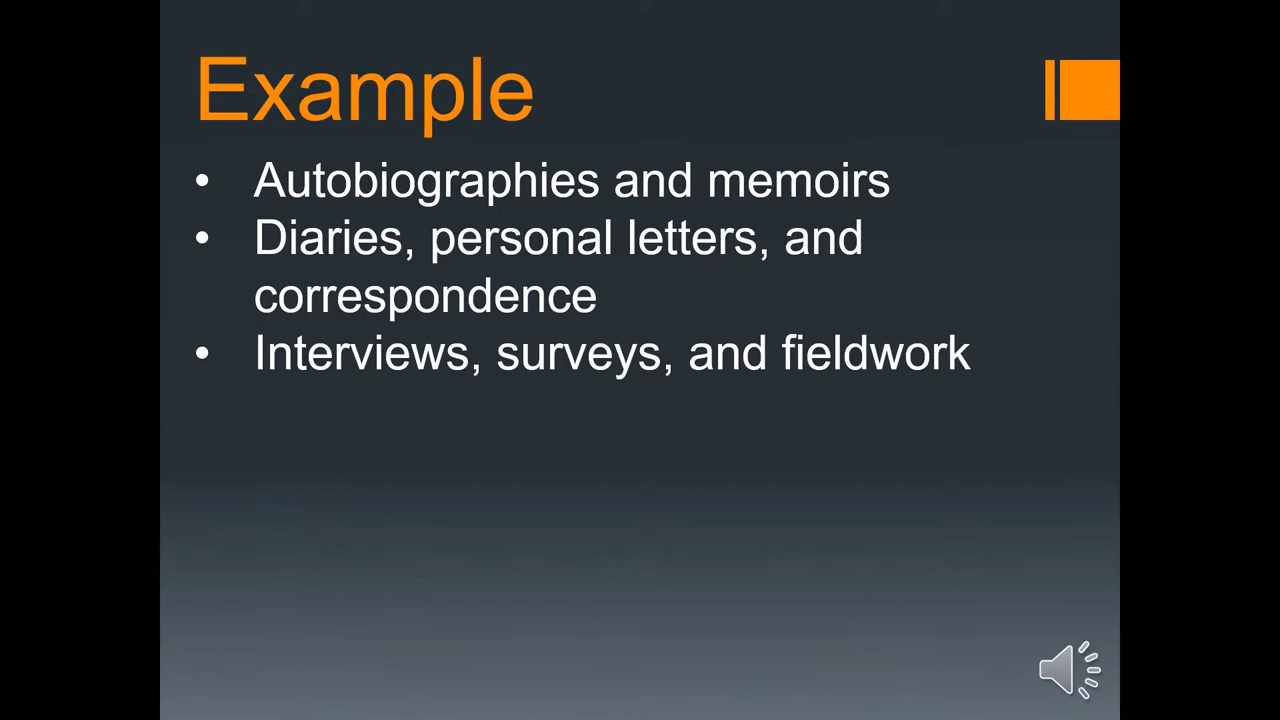 Example
• Autobiographies and memoirs
• Diaries, personal letters, and
correspondence
• Interviews, surveys, and fieldwork